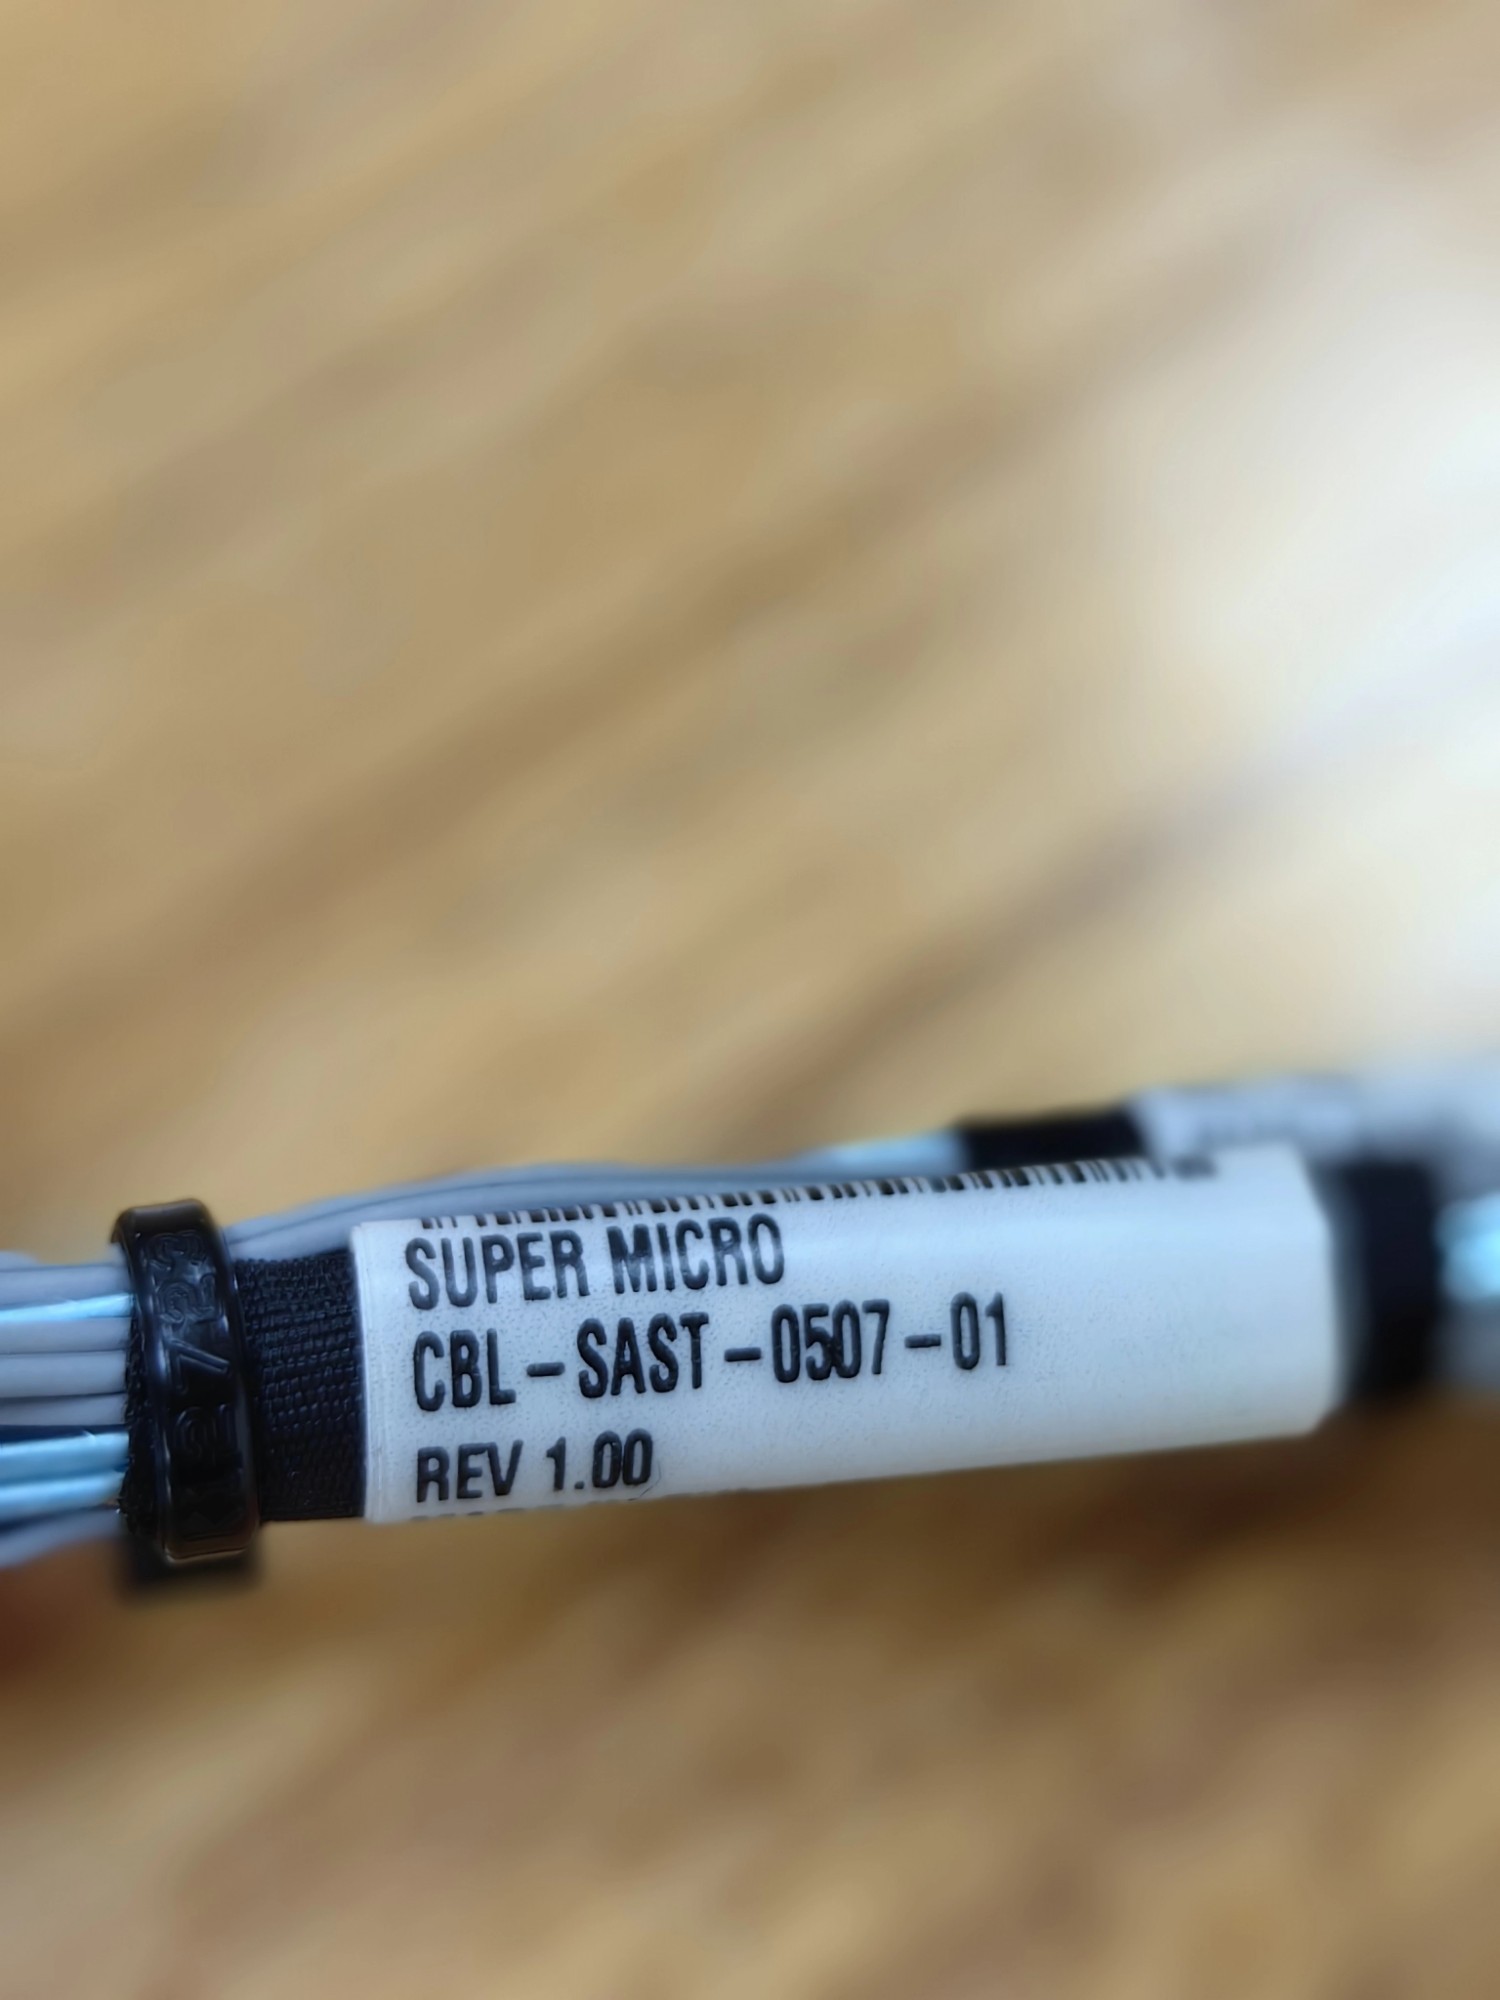 SUPER MICRO
CBL-SAST-0507-01
REV 1.00